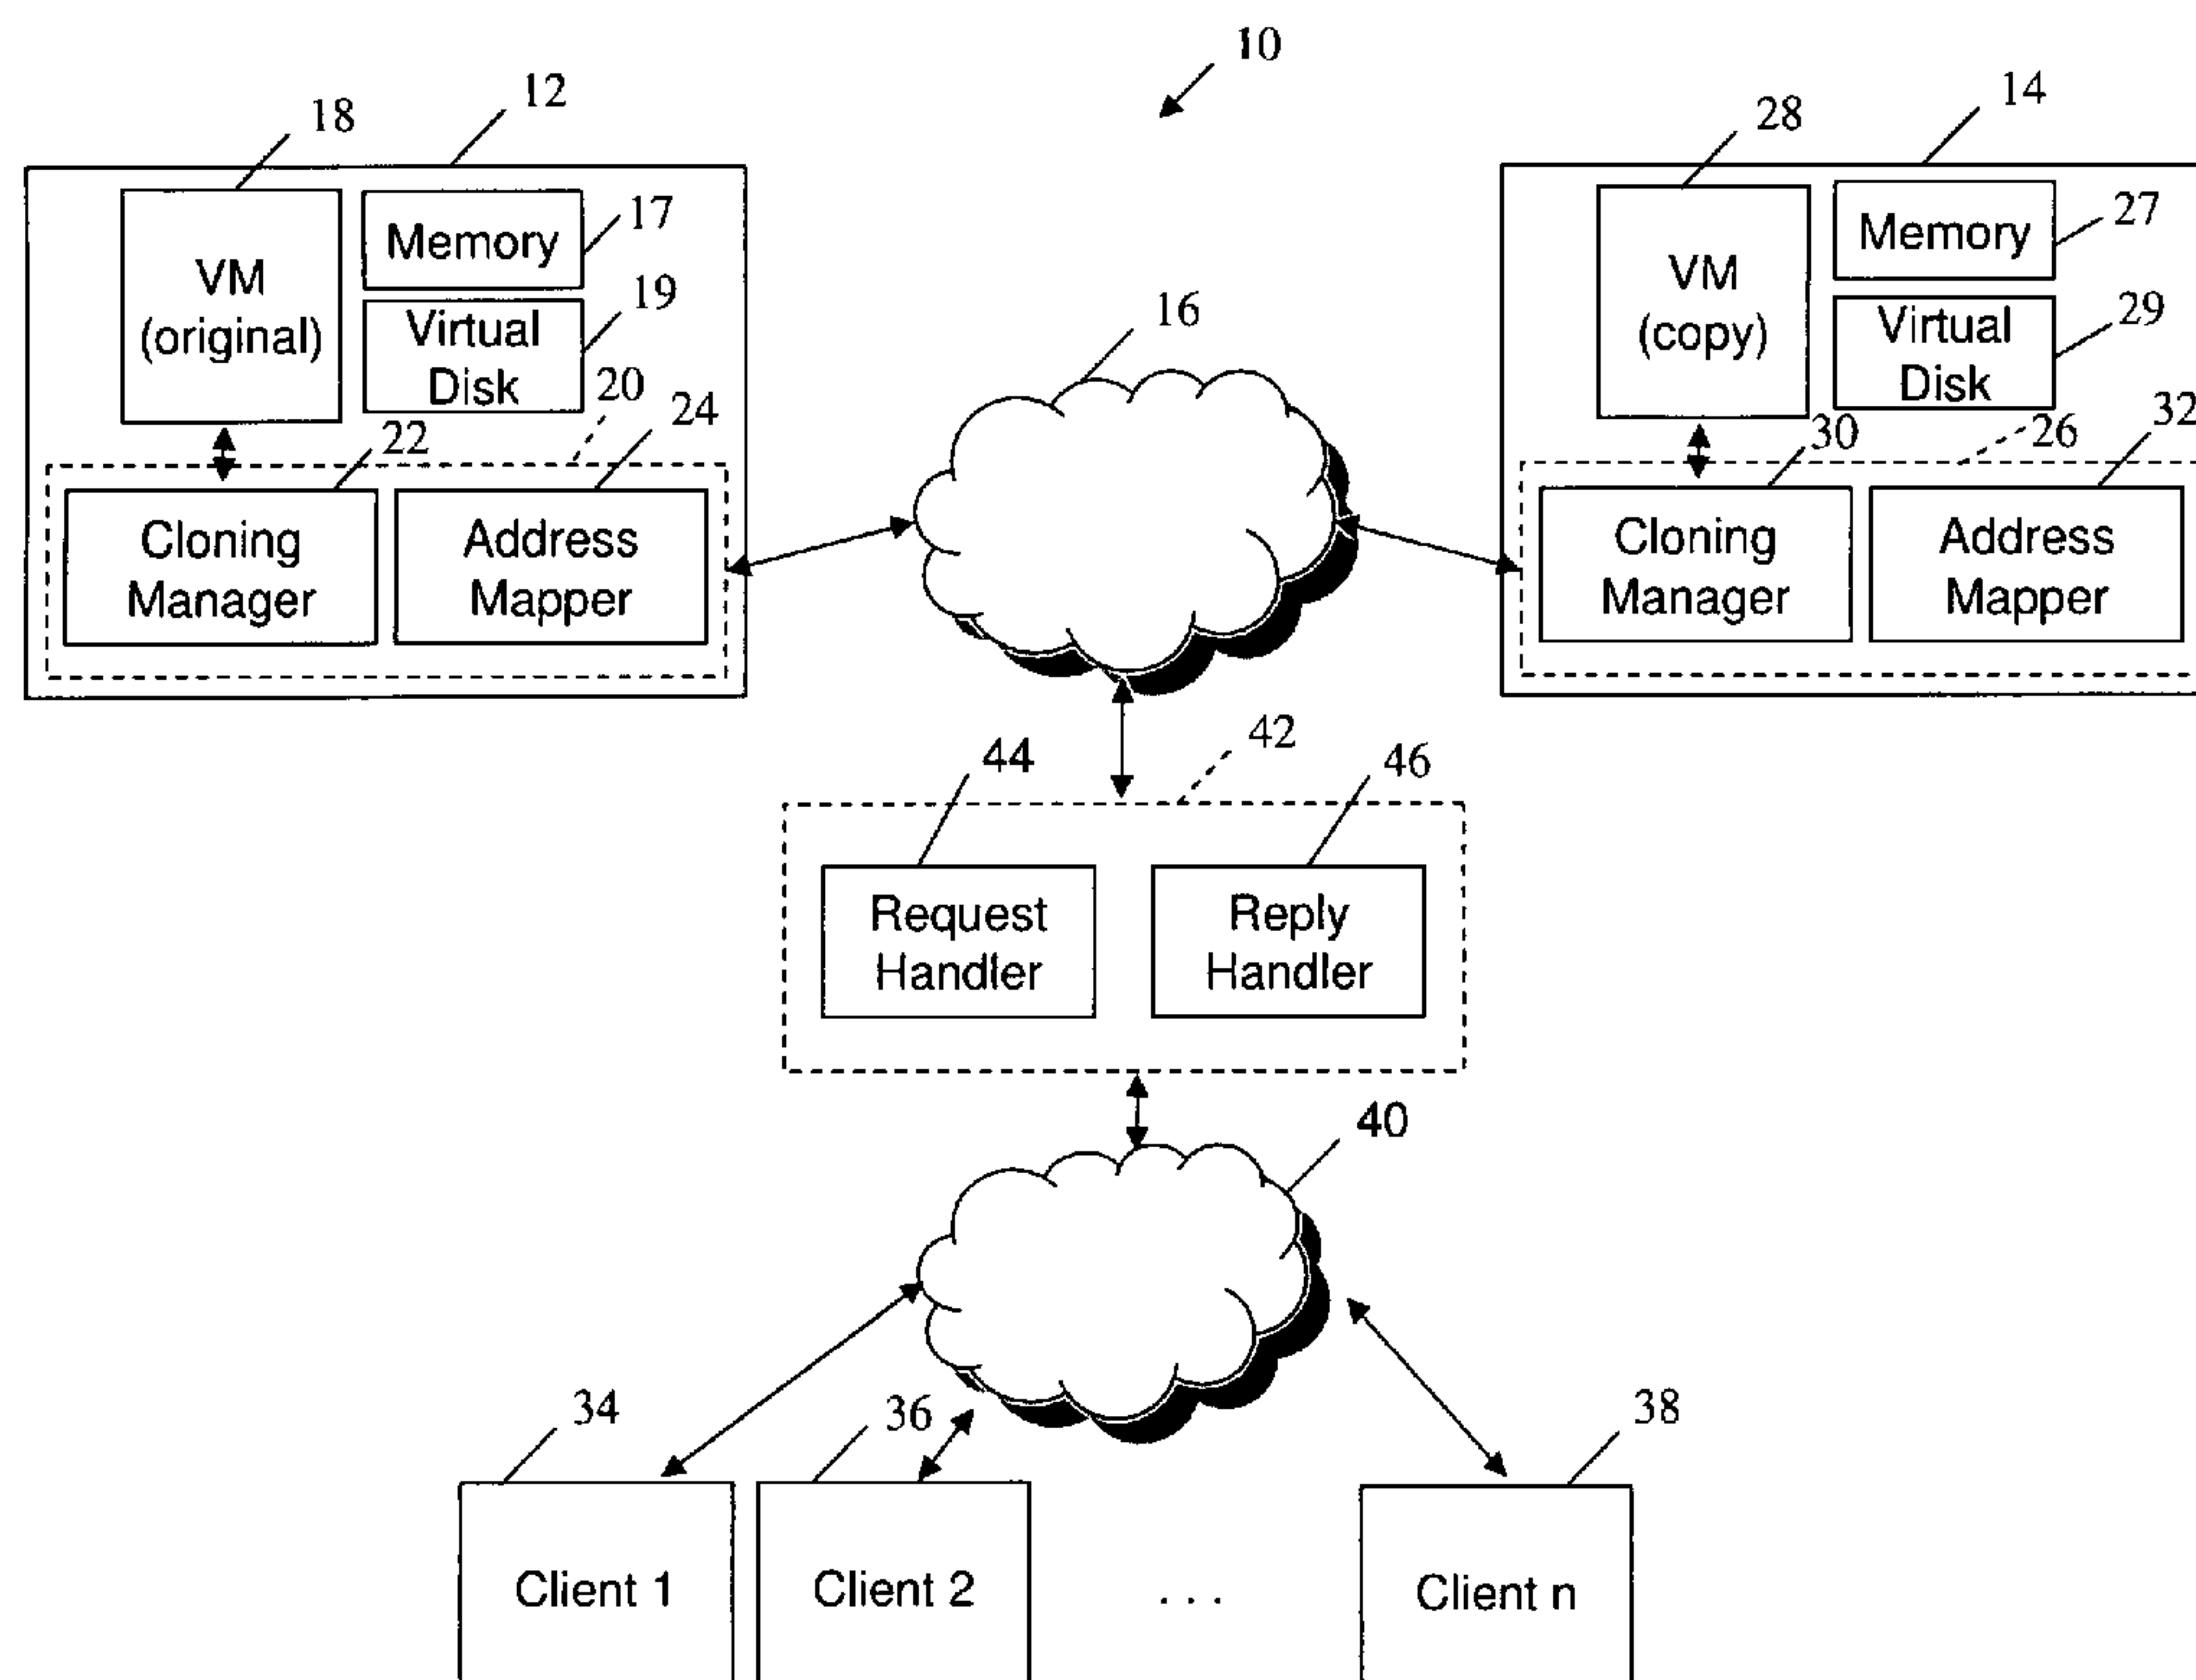 10
12
14
18
28
17
27
VM
(original)
Memory
VM
(copy)
Memory
19
29
16
Virtual
Disk
Virtual
Disk
20
24
32
22
30
26
Cloning
Manager
Address
Mapper
Cloning
Manager
Address
Mapper
42
44
46
Request
Handler
Reply
Handler
40
34
36
38
Client 1
Client 2
...
Client n